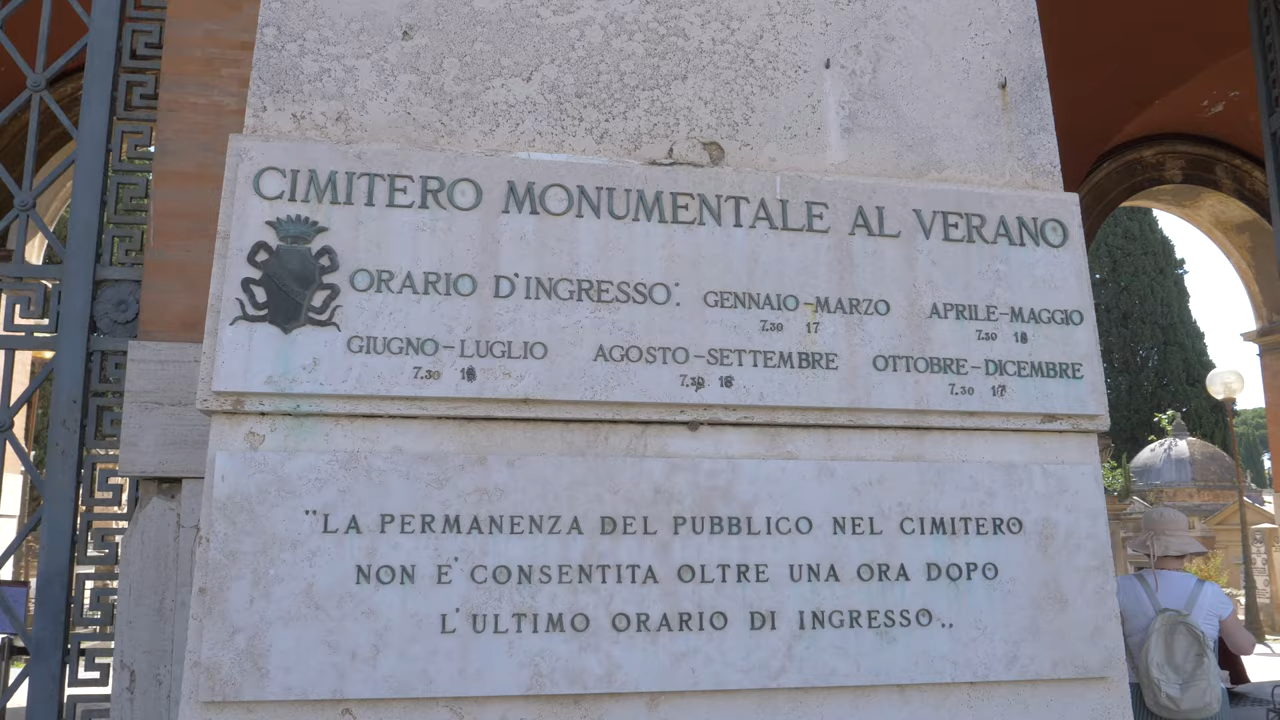 CIMITERO MONUMENTALE AL VERANO
ORARIO D'INGRESSO: GENNAIO-MARZO APRILE-MAGGIO
7.30 17 7.30 18
GIUGNO-LUGLIO AGOSTO-SETTEMBRE OTTOBRE-DICEMBRE
7.30 7.30 18 7.30 17
"LA PERMANENZA DEL PUBBLICO NEL CIMITERO
NON E' CONSENTITA OLTRE UNA ORA DOPO
L'ULTIMO ORARIO DI INGRESSO„